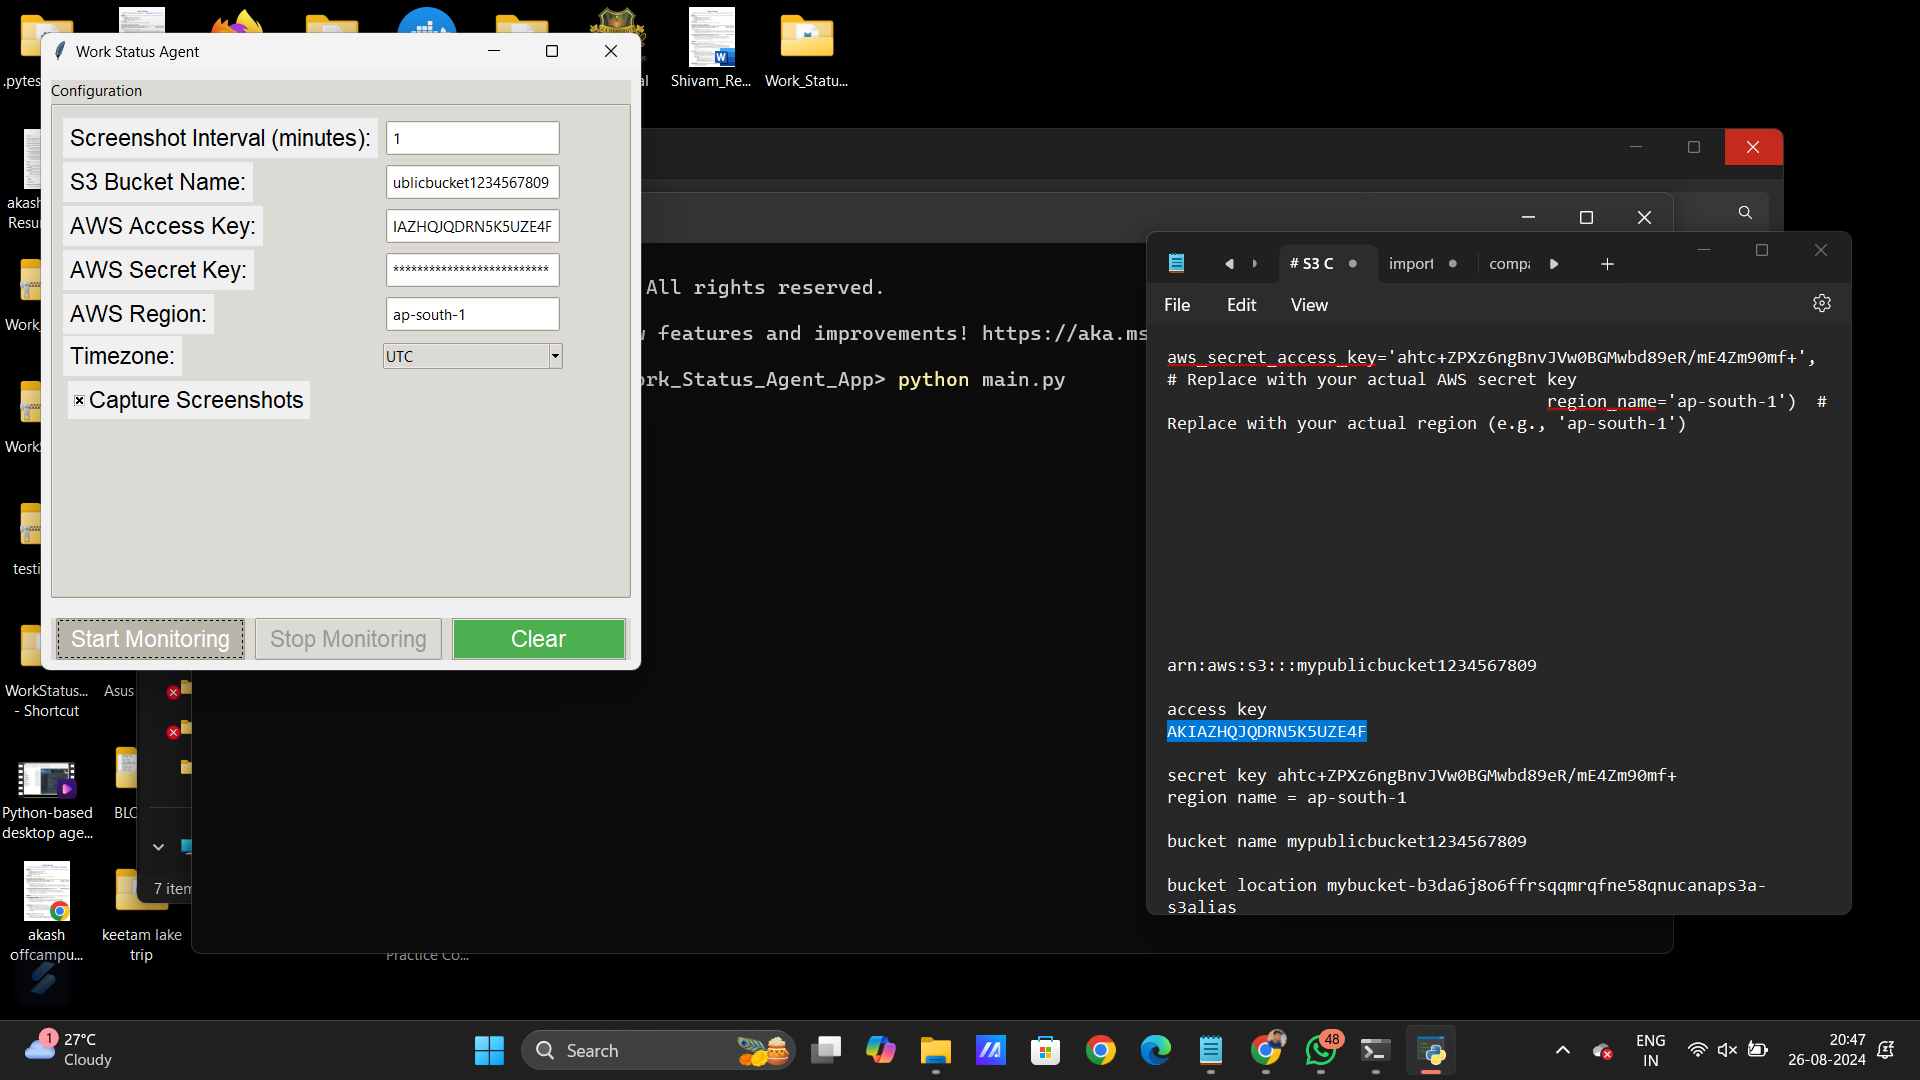 Work Status Agent
Configuration
Screenshot Interval (minutes): 1
S3 Bucket Name: ublicbucket1234567809
AWS Access Key: IAZHQJQDRN5K5UZE4F
AWS Secret Key: **************************
AWS Region: ap-south-1
Timezone: UTC
Capture Screenshots
Start Monitoring Stop Monitoring Clear
.pytes
Shivam_Re...
Work_Statu...
akash
Resu
Work
testi
WorkStatus...
- Shortcut
Asus
Python-based
desktop age...
BLC
akash
offcampu...
keetam lake
trip
7 item
Practice Co...
All rights reserved.
features and improvements! https://aka.ms
ork_Status_Agent_App> python main.py
# S3 C
import
compa
File Edit View
aws_secret_access_key='ahtc+ZPXz6ngBnvJVw0BGMwbd89eR/mE4Zm90mf+',
# Replace with your actual AWS secret key
region_name='ap-south-1') #
Replace with your actual region (e.g., 'ap-south-1')
arn:aws:s3:::mypublicbucket1234567809
access key
AKIAZHQJQDRN5K5UZE4F
secret key ahtc+ZPXz6ngBnvJVw0BGMwbd89eR/mE4Zm90mf+
region name = ap-south-1
bucket name mypublicbucket1234567809
bucket location mybucket-b3da6j8o6ffrsqqmrqfne58qnucanaps3a-
s3alias
1
27°C
Cloudy
Search
48
ENG
IN
20:47
26-08-2024